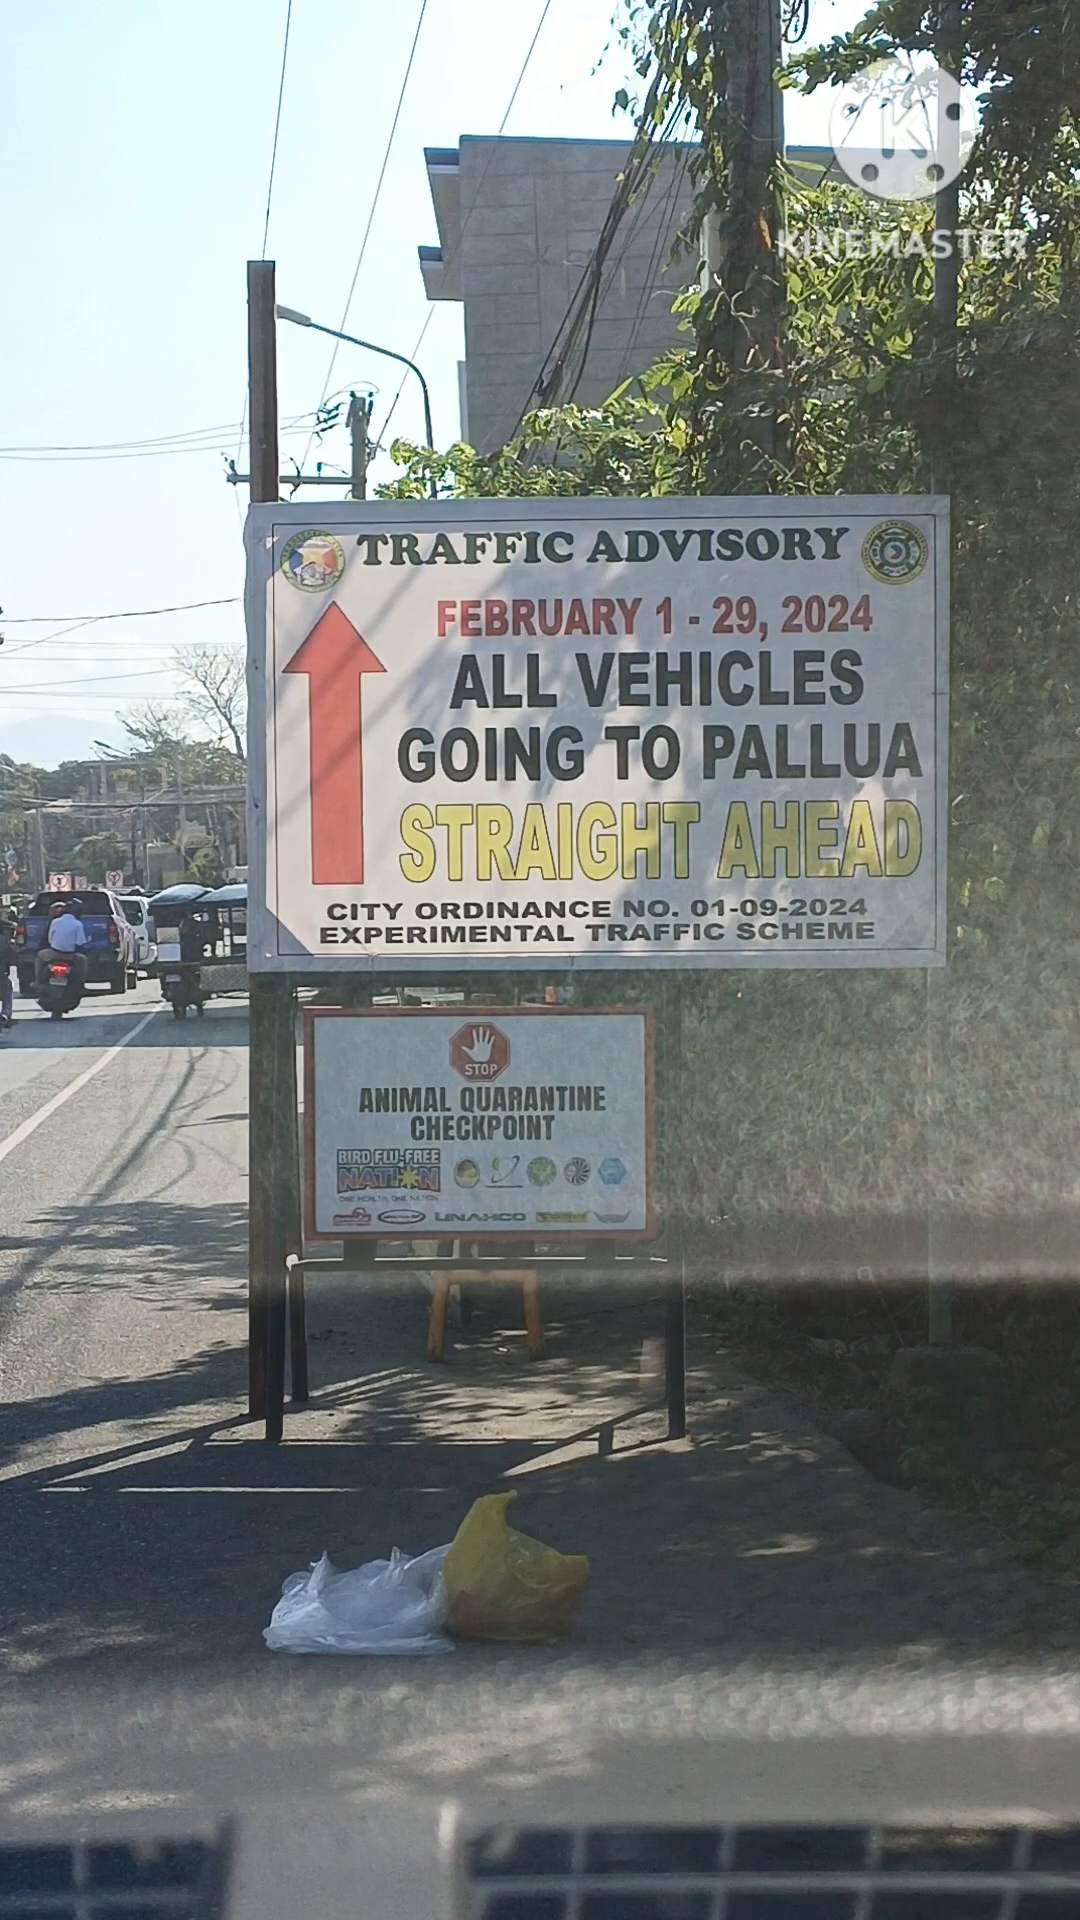 KINEMASTER
TRAFFIC ADVISORY
FEBRUARY 1 - 29, 2024
ALL VEHICLES
GOING TO PALLUA
STRAIGHT AHEAD
CITY ORDINANCE NO. 01-09-2024
EXPERIMENTAL TRAFFIC SCHEME
STOP
ANIMAL QUARANTINE
CHECKPOINT
BIRD FLU-FREE
NATION
ONE HEALTH, ONE NATION
UNAHCO